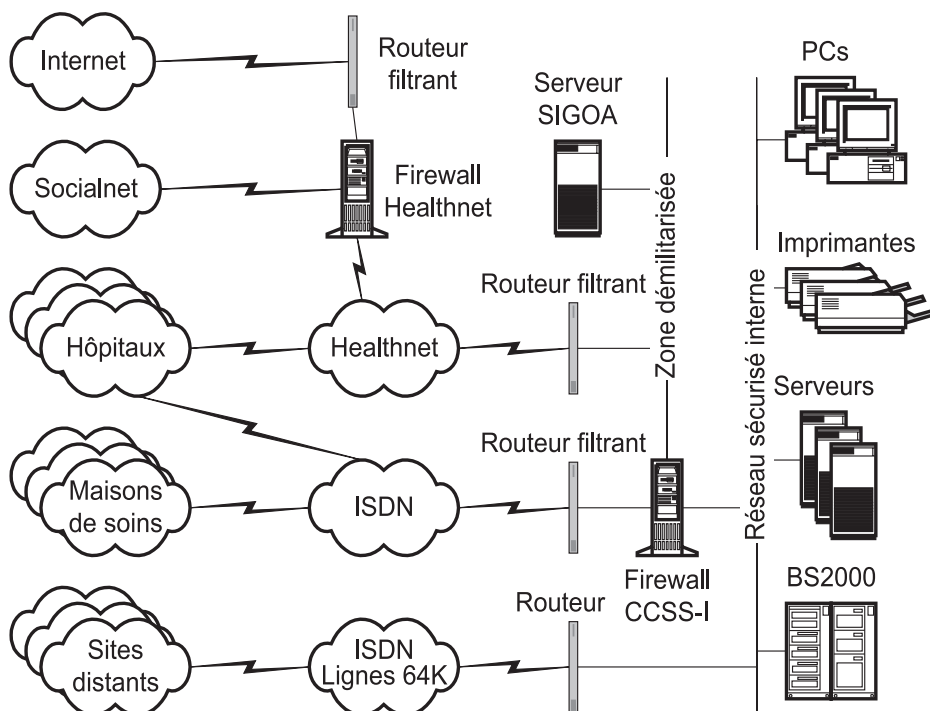 Internet
Routeur
filtrant
Serveur
SIGOA
PCs
Socialnet
Firewall
Healthnet
Zone démilitarisée
Réseau sécurisé interne
Imprimantes
Hôpitaux
Healthnet
Routeur filtrant
Serveurs
Maisons
de soins
ISDN
Routeur filtrant
Firewall
CCSS-I
BS2000
Sites
distants
ISDN
Lignes 64K
Routeur